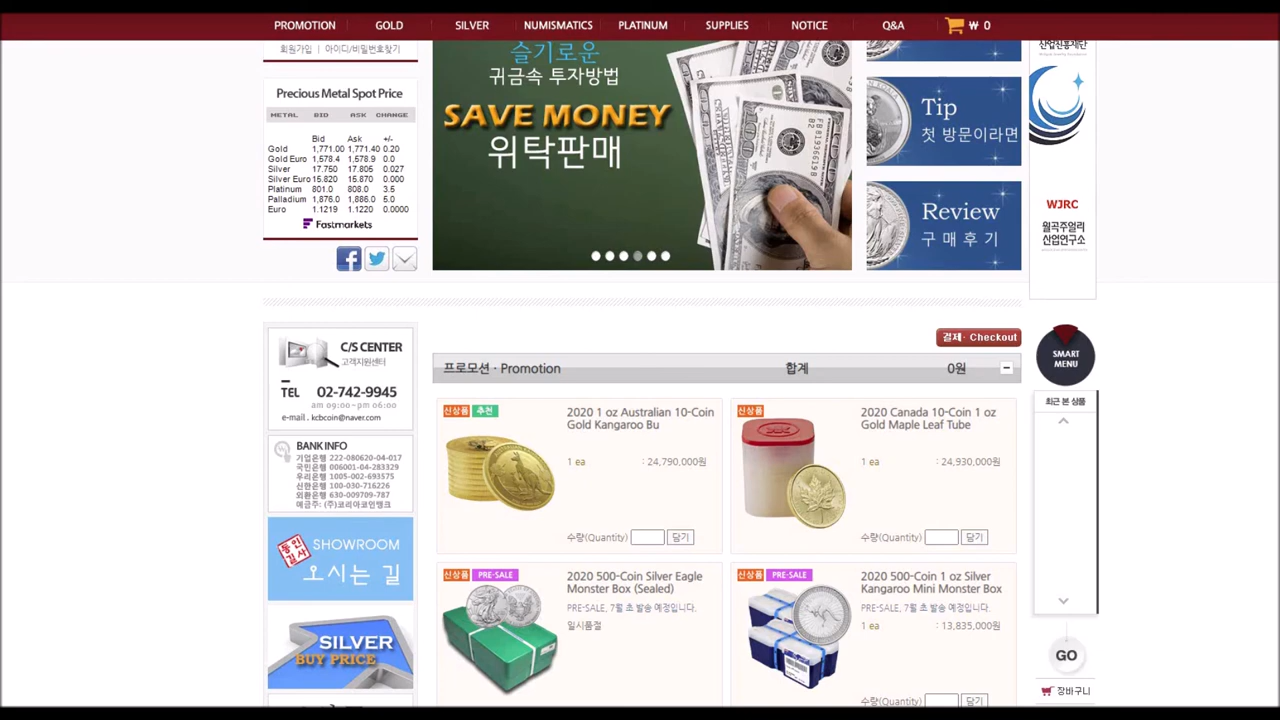 PROMOTION GOLD SILVER NUMISMATICS PLATINUM SUPPLIES NOTICE Q&A ₩ 0
회원가입 | 아이디/비밀번호찾기
Precious Metal Spot Price
METAL BID ASK CHANGE
Bid Ask +/-
Gold 1,771.00 1,771.40 0.20
Gold Euro 1,578.4 1,578.9 0.0
Silver 17.750 17.805 0.027
Silver Euro 15.820 15.870 0.000
Platinum 801.0 808.0 3.5
Palladium 1,876.0 1,886.0 5.0
Euro 1.1219 1.1220 0.0000
Fastmarkets
슬기로운
귀금속 투자방법
SAVE MONEY
위탁판매
Tip
첫 방문이라면
Review
구 매 후 기
산업진흥재단
WJRC
월곡주얼리
산업연구소
C/S CENTER
고객지원센터
TEL 02-742-9945
am 09:00~pm 06:00
e-mail . kcbcoin@naver.com
BANK INFO
기업은행 222-080620-04-017
국민은행 006001-04-283329
우리은행 1005-002-693575
신한은행 100-030-716226
외환은행 630-009709-787
예금주: (주)코리아코인뱅크
SHOWROOM
오시는 길
SILVER
BUY PRICE
결제· Checkout
프로모션 · Promotion 합계 0원
신상품 추천
2020 1 oz Australian 10-Coin
Gold Kangaroo Bu
1 ea : 24,790,000원
수량(Quantity) 담기
신상품
2020 Canada 10-Coin 1 oz
Gold Maple Leaf Tube
1 ea : 24,930,000원
수량(Quantity) 담기
신상품 PRE-SALE
2020 500-Coin Silver Eagle
Monster Box (Sealed)
PRE-SALE, 7월 초 발송 예정입니다.
일시품절
신상품 PRE-SALE
2020 500-Coin 1 oz Silver
Kangaroo Mini Monster Box
PRE-SALE, 7월 초 발송 예정입니다.
1 ea : 13,835,000원
수량(Quantity) 담기
SMART
MENU
최근 본 상품
GO
장바구니